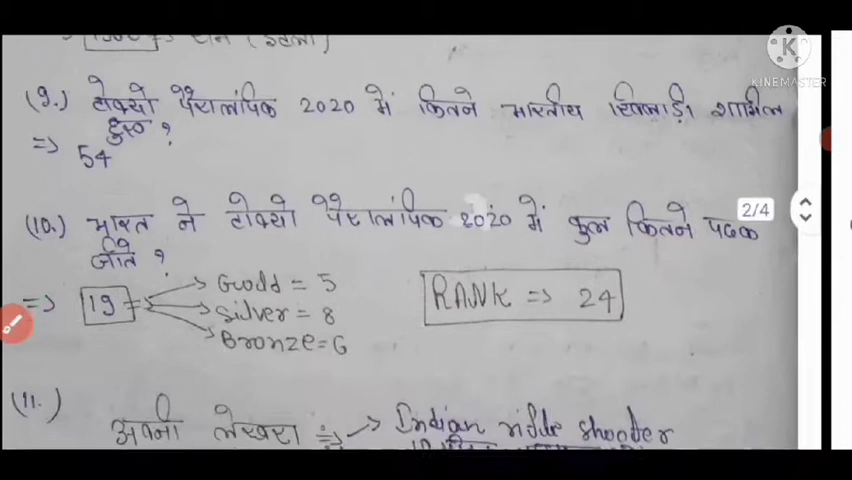 K
KINEMASTER
(9.) टोक्यो पैरालंपिक 2020 में कितने भारतीय खिलाड़ी शामिल
हुए ?
=> 54
2/4
(10.) भारत ने टोक्यो पैरालंपिक 2020 में कुल कितने पदक
जीते ?
=> 19 => Gold = 5
Silver = 8
Bronze = 6
RANK => 24
(11.)
अवनी लेखरा => Indian rifle shooter